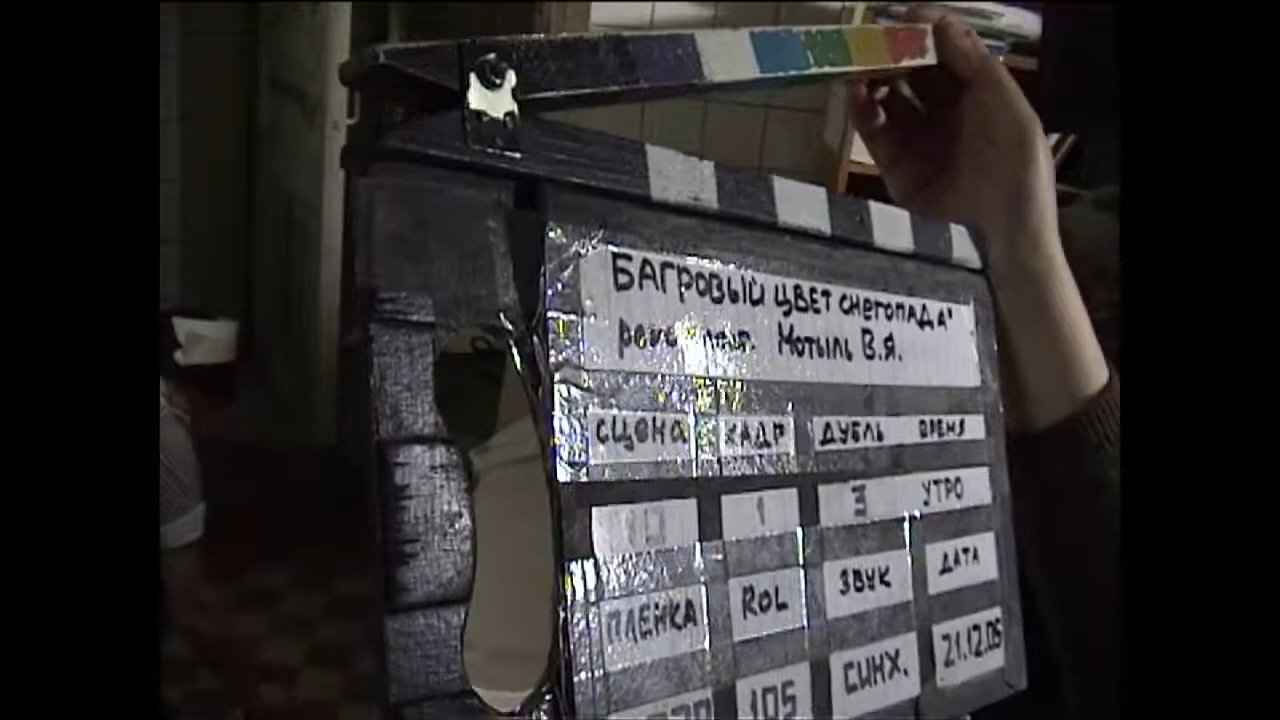 БАГРОВЫЙ ЦВЕТ СНЕГОПАДА"
Мотыль В.Я.
СЦЕНА КАДР ДУБЛЬ ВРЕМЯ
1 3 УТРО
ПЛЕНКА ROL ЗВУК ДАТА
105 СИНХ. 21.12.05